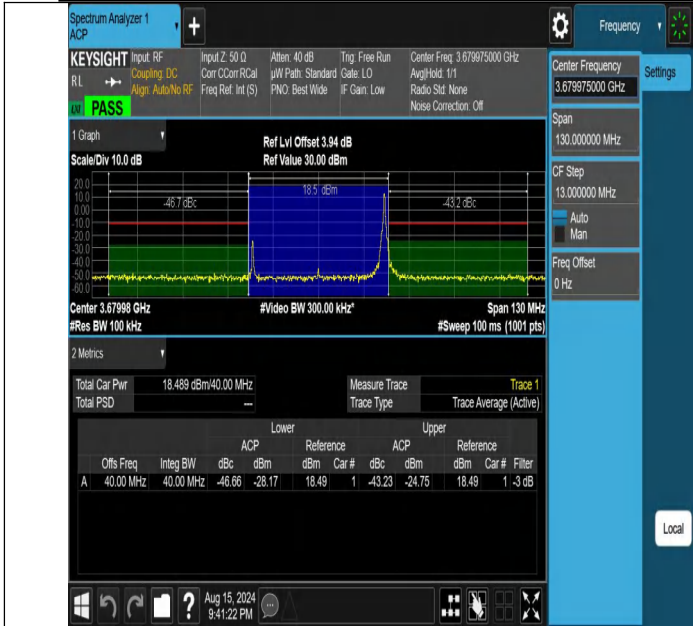 Spectrum Analyzer 1
ACP
+
Frequency
KEYSIGHT
RL
LXI
PASS
Input: RF
Coupling: DC
Align: Auto/No RF
Input Z: 50 Ω
Corr CCorr RCal
Freq Ref: Int (S)
Atten: 40 dB
µW Path: Standard
PNO: Best Wide
Trig: Free Run
Gate: LO
IF Gain: Low
Center Freq: 3.679975000 GHz
Avg|Hold: 1/1
Radio Std: None
Noise Correction: Off
Center Frequency
3.679975000 GHz
Settings
Span
130.000000 MHz
CF Step
13.000000 MHz
Auto
Man
Freq Offset
0 Hz
Local
1 Graph
Scale/Div 10.0 dB
Ref Lvl Offset 3.94 dB
Ref Value 30.00 dBm
20.0
10.0
0.00
-10.0
-20.0
-30.0
-40.0
-50.0
-60.0
-46.7 dBc
18.5 dBm
-43.2 dBc
Center 3.67998 GHz
#Video BW 300.00 kHz*
Span 130 MHz
#Res BW 100 kHz
#Sweep 100 ms (1001 pts)
2 Metrics
Total Car Pwr 18.489 dBm/40.00 MHz
Total PSD ---
Measure Trace Trace 1
Trace Type Trace Average (Active)
Lower Upper
ACP Reference ACP Reference
Offs Freq Integ BW dBc dBm dBm Car # dBc dBm dBm Car # Filter
A 40.00 MHz 40.00 MHz -46.66 -28.17 18.49 1 -43.23 -24.75 18.49 1 -3 dB
?
Aug 15, 2024
9:41:22 PM